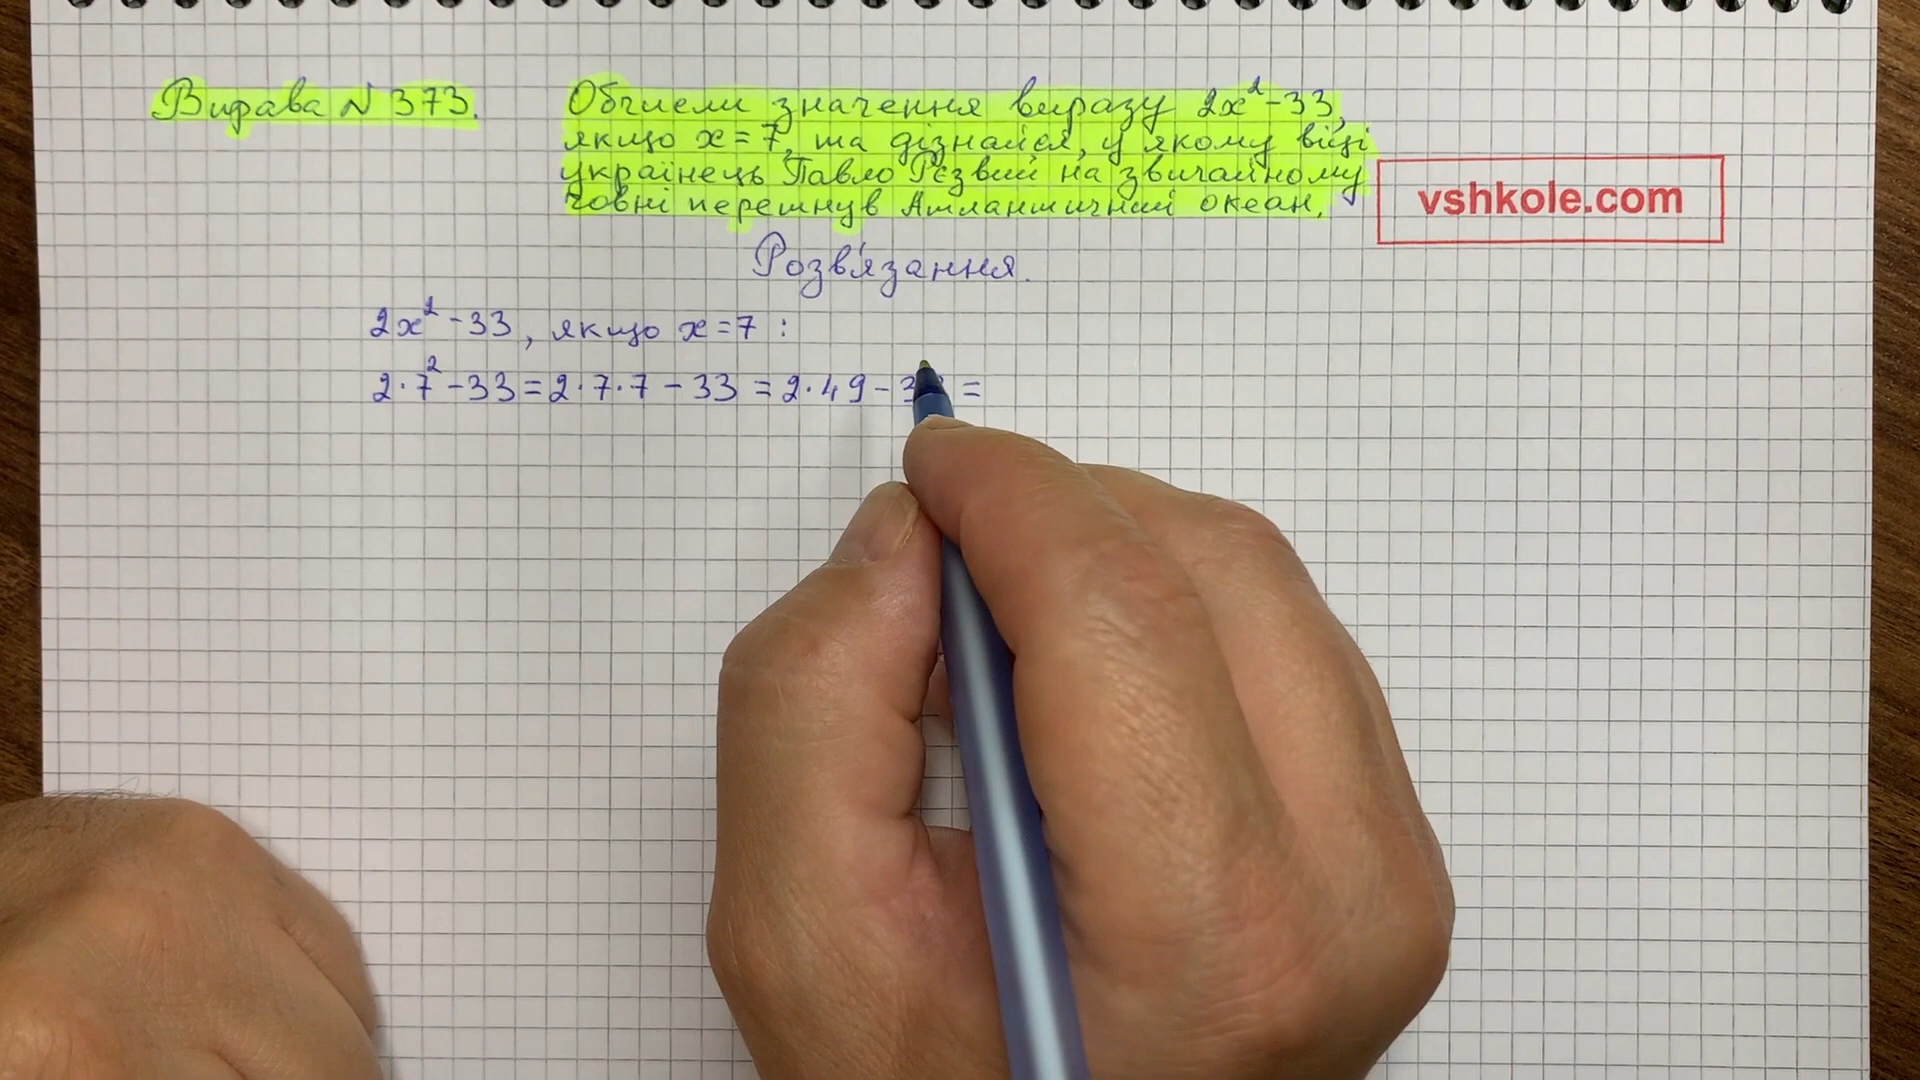 Вправа № 373. Обчисли значення виразу 2x²-33,
якщо x=7, та дізнайся, у якому віці
українець Павло Рєзвий на звичайному
човні перетнув Атлантичний океан.
vshkole.com
Розв'язання.
2x²-33, якщо x=7:
2·7²-33=2·7·7-33=2·49-33=